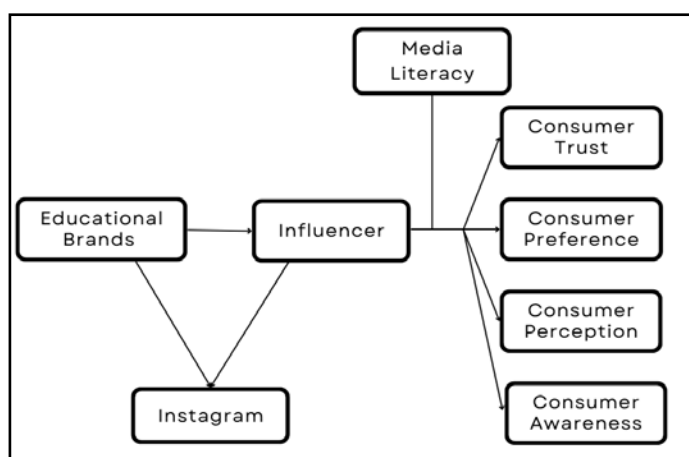 Media
Literacy
Consumer
Trust
Educational
Brands
Influencer
Consumer
Preference
Consumer
Perception
Instagram
Consumer
Awareness